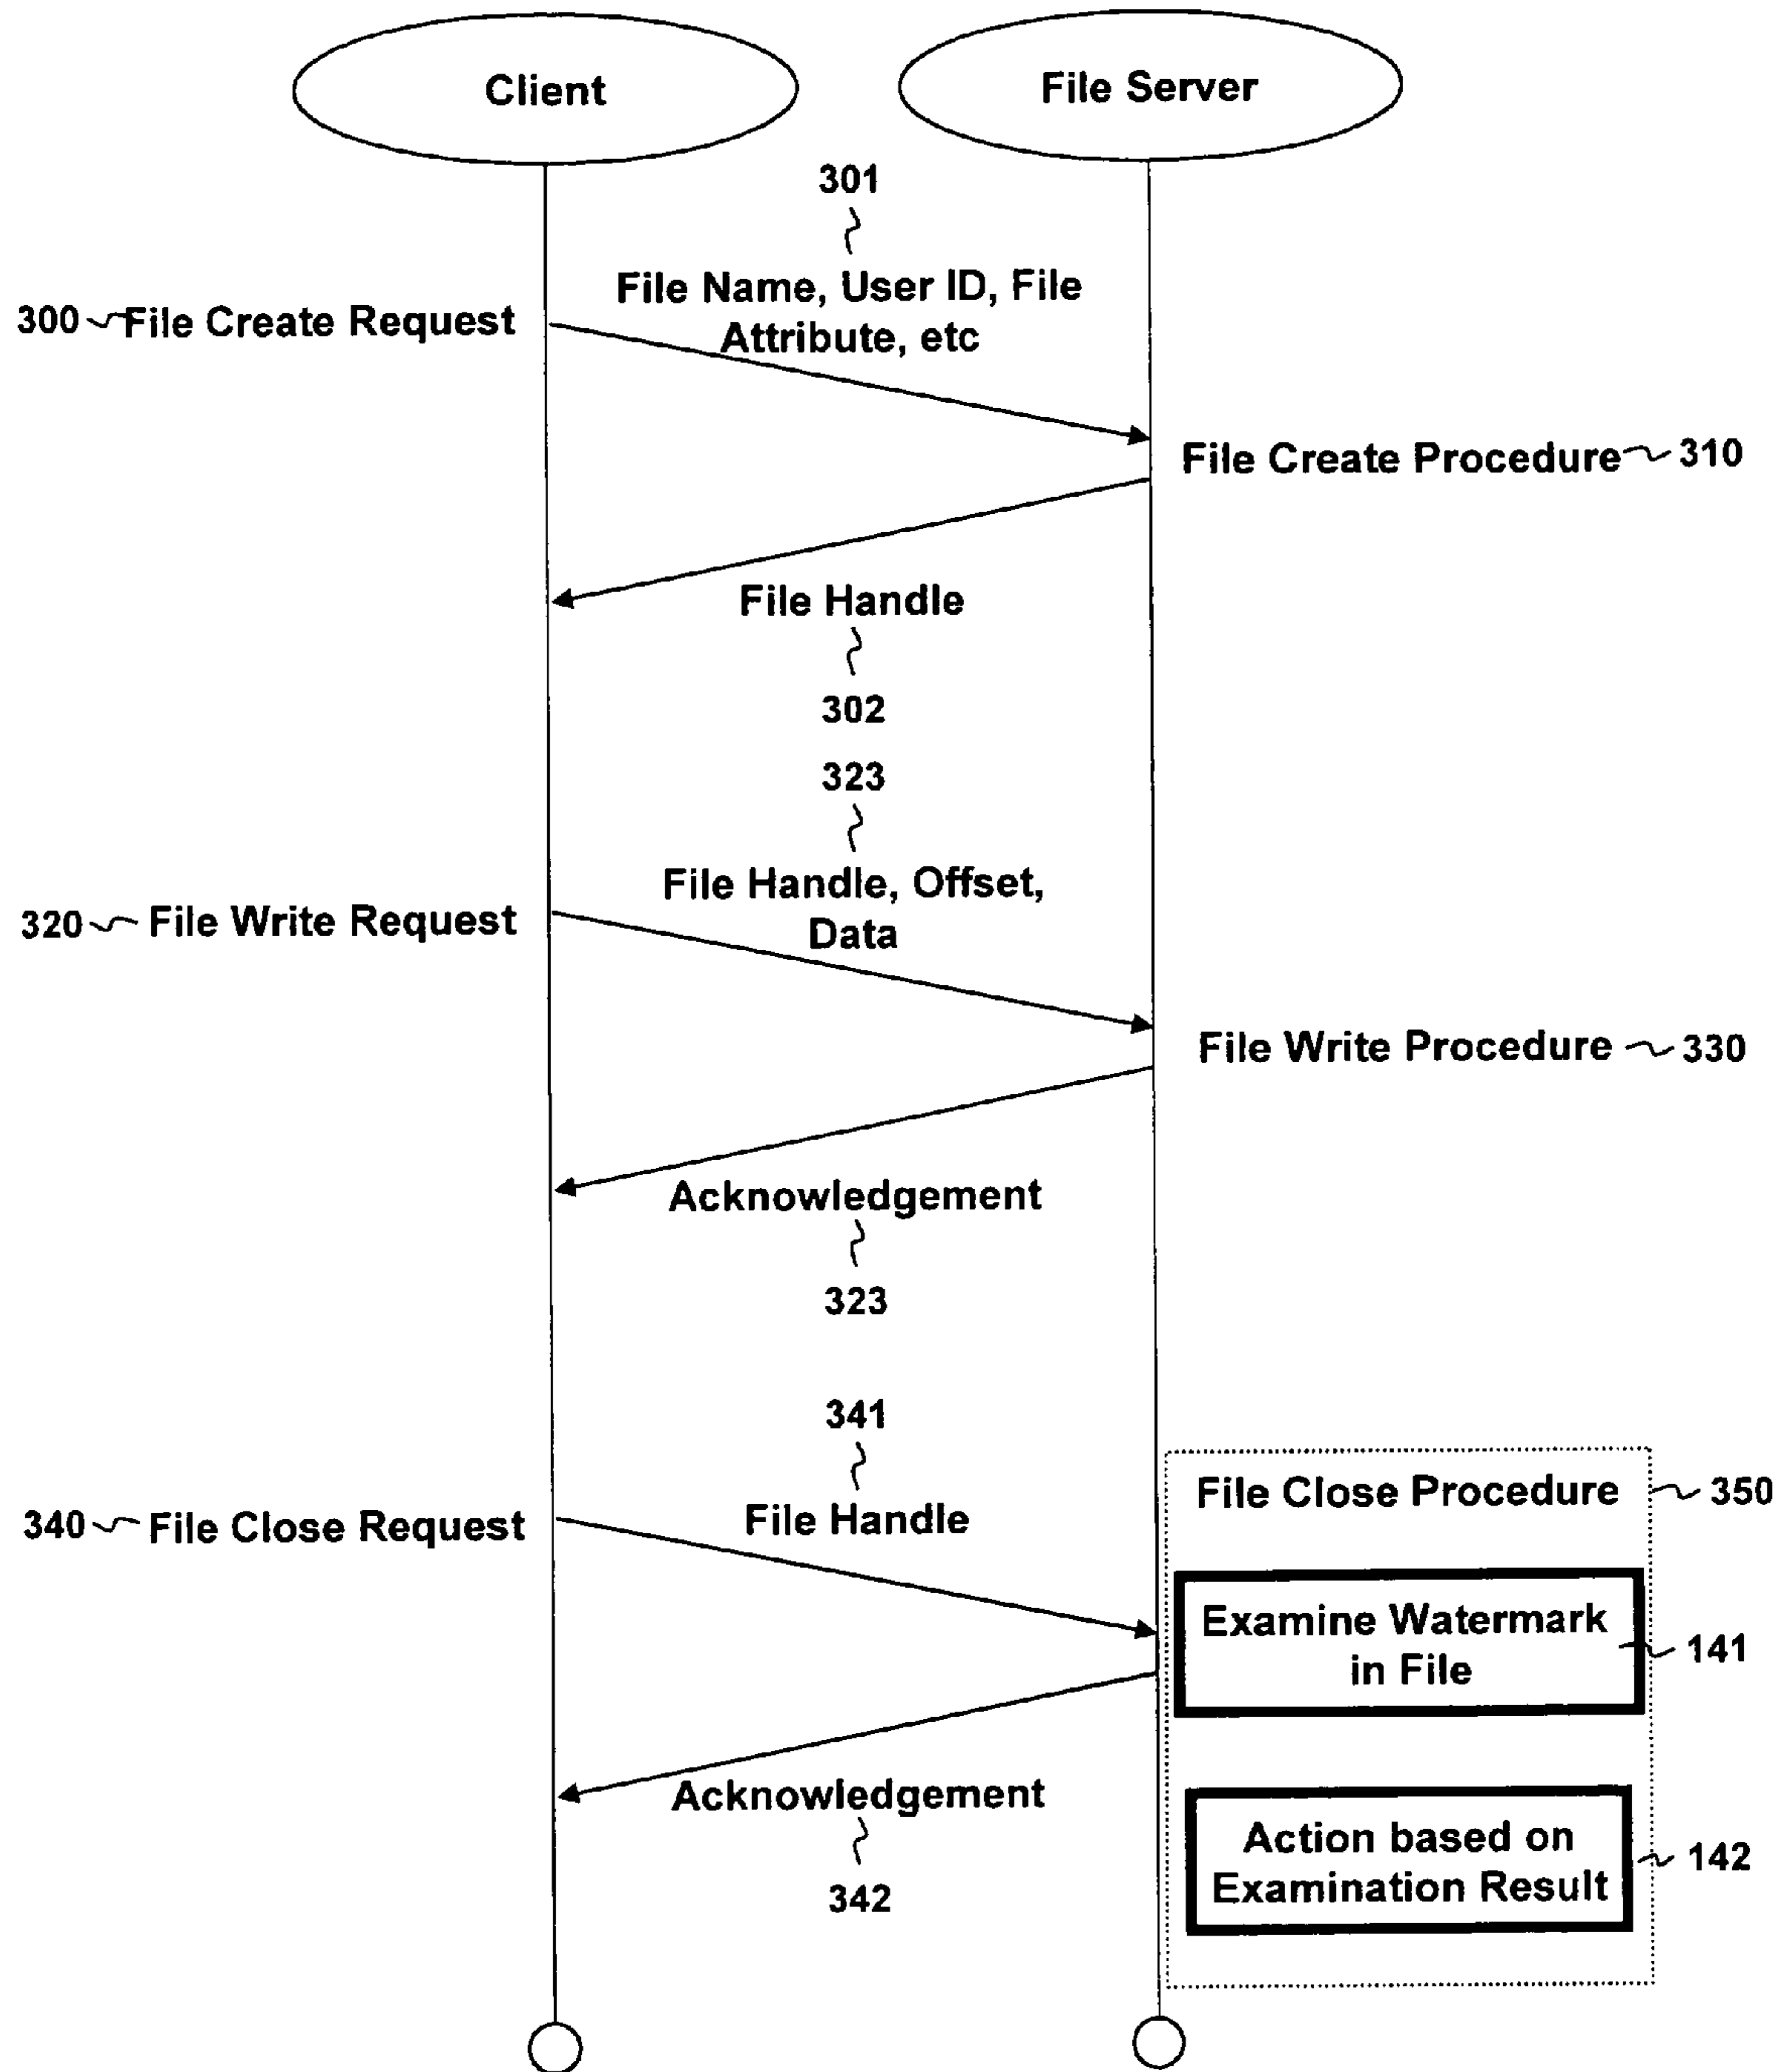 Client
File Server
301
File Name, User ID, File
Attribute, etc
300
File Create Request
File Create Procedure
310
File Handle
302
323
File Handle, Offset,
Data
320
File Write Request
File Write Procedure
330
Acknowledgement
323
341
File Handle
340
File Close Request
File Close Procedure
350
Examine Watermark
in File
141
Acknowledgement
342
Action based on
Examination Result
142